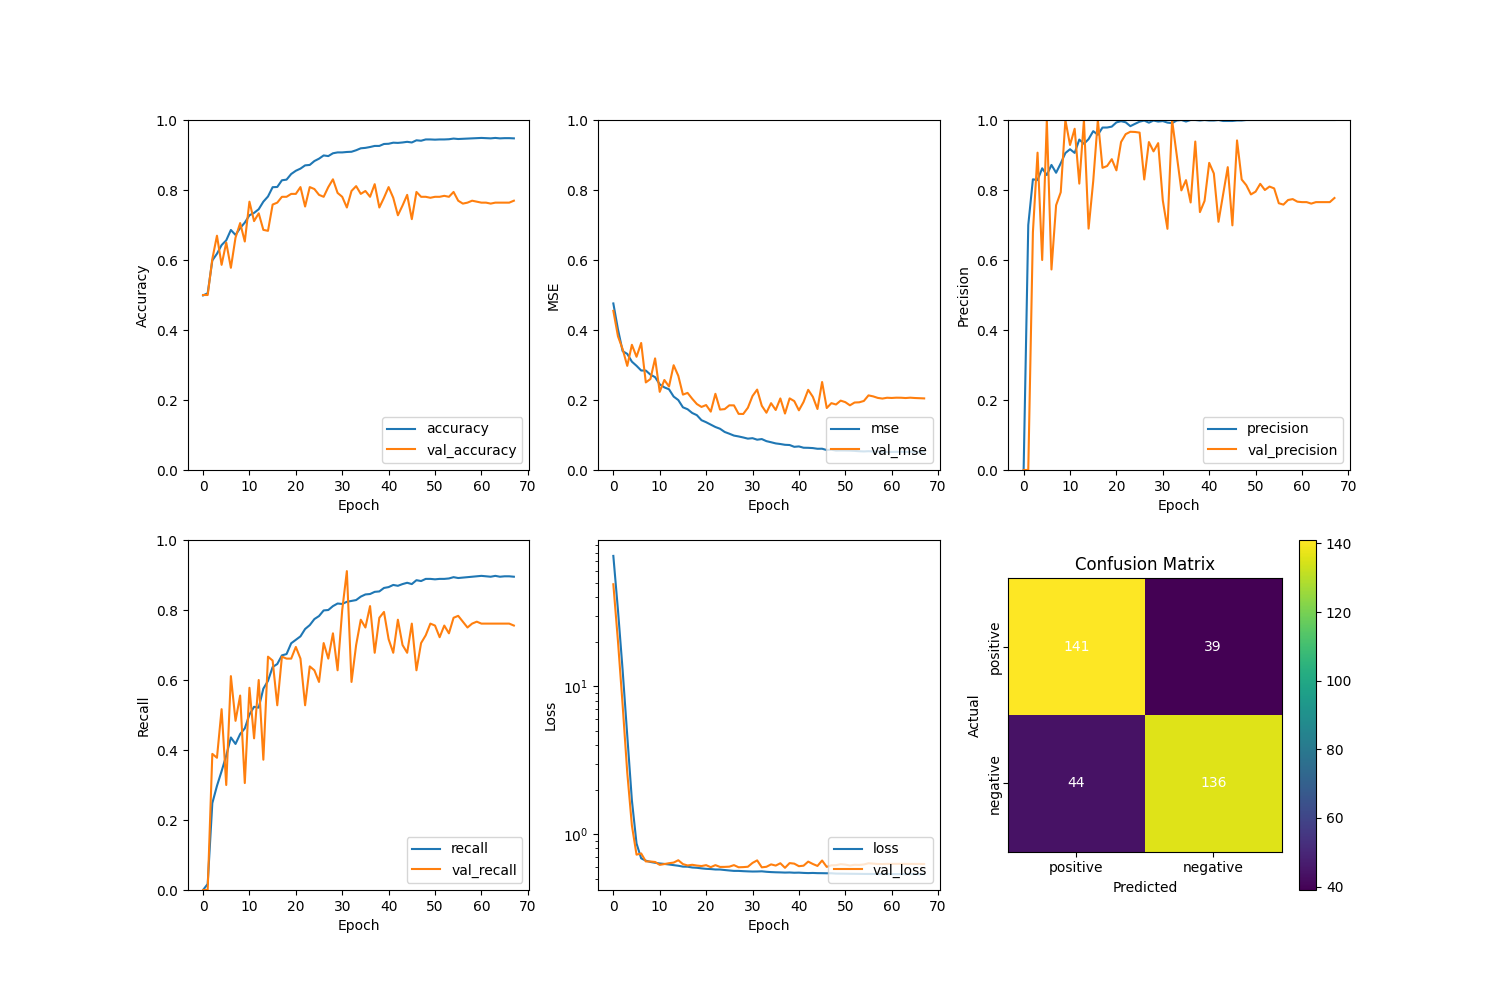 1.0
0.8
0.6
0.4
0.2
0.0
Accuracy
0 10 20 30 40 50 60 70
Epoch
accuracy
val_accuracy
1.0
0.8
0.6
0.4
0.2
0.0
MSE
0 10 20 30 40 50 60 70
Epoch
mse
val_mse
1.0
0.8
0.6
0.4
0.2
0.0
Precision
0 10 20 30 40 50 60 70
Epoch
precision
val_precision
1.0
0.8
0.6
0.4
0.2
0.0
Recall
0 10 20 30 40 50 60 70
Epoch
recall
val_recall
10¹
10⁰
Loss
0 10 20 30 40 50 60 70
Epoch
loss
val_loss
Confusion Matrix
Actual
positive
negative
141 39
44 136
positive negative
Predicted
140
120
100
80
60
40